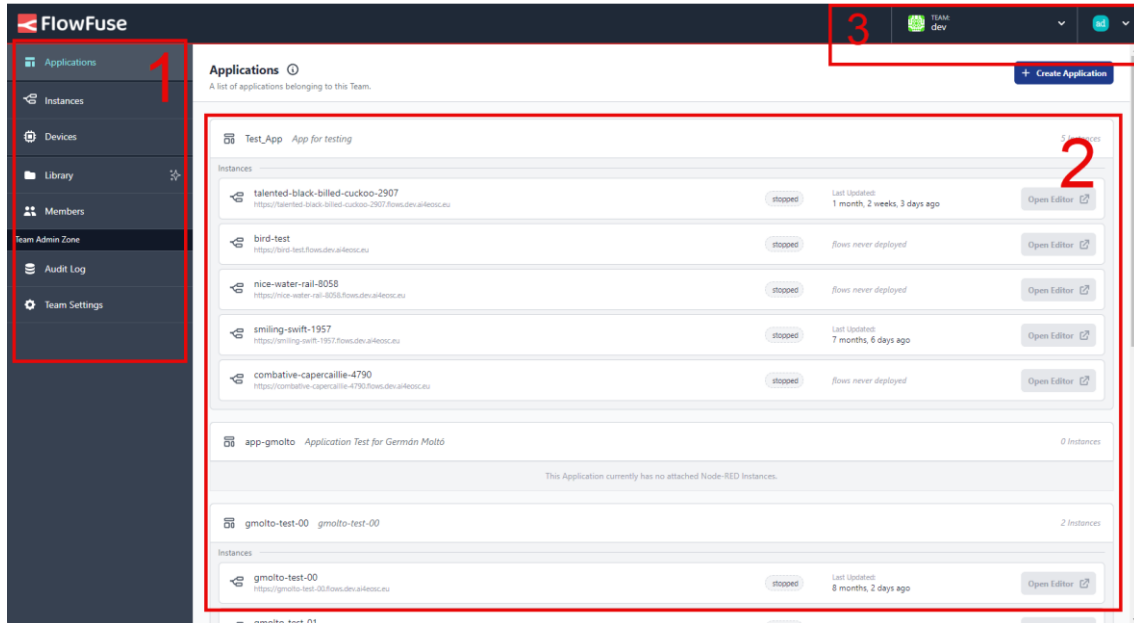 FlowFuse
3
TEAM:
dev
ad
1
Applications
Instances
Devices
Library
Members
Team Admin Zone
Audit Log
Team Settings
Applications
A list of applications belonging to this Team.
+ Create Application
2
Test_App App for testing 5 Instances
Instances
talented-black-billed-cuckoo-2907
https://talented-black-billed-cuckoo-2907.flows.dev.ai4eosc.eu
stopped
Last Updated:
1 month, 2 weeks, 3 days ago
Open Editor
bird-test
https://bird-test.flows.dev.ai4eosc.eu
stopped
flows never deployed
Open Editor
nice-water-rail-8058
https://nice-water-rail-8058.flows.dev.ai4eosc.eu
stopped
flows never deployed
Open Editor
smiling-swift-1957
https://smiling-swift-1957.flows.dev.ai4eosc.eu
stopped
Last Updated:
7 months, 6 days ago
Open Editor
combative-capercaillie-4790
https://combative-capercaillie-4790.flows.dev.ai4eosc.eu
stopped
flows never deployed
Open Editor
app-gmolto Application Test for Germán Moltó 0 Instances
This Application currently has no attached Node-RED Instances.
gmolto-test-00 gmolto-test-00 2 Instances
Instances
gmolto-test-00
https://gmolto-test-00.flows.dev.ai4eosc.eu
stopped
Last Updated:
8 months, 2 days ago
Open Editor
gmolto-test-01